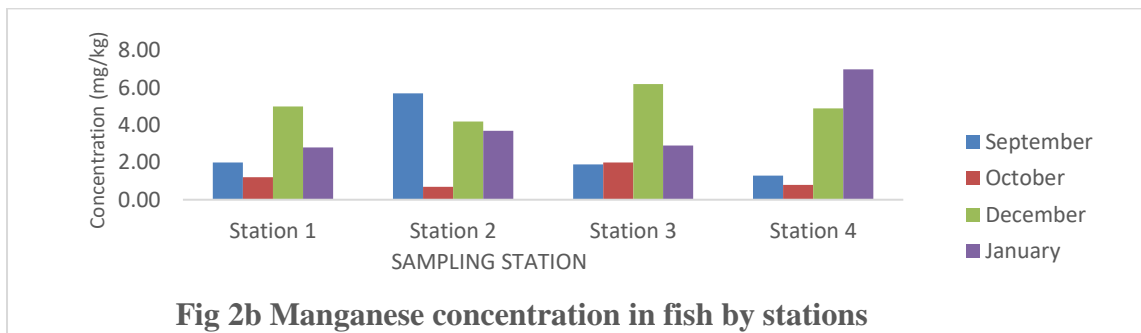 Concentration (mg/kg)
8.00
6.00
4.00
2.00
0.00
Station 1
Station 2
Station 3
Station 4
SAMPLING STATION
September
October
December
January
Fig 2b Manganese concentration in fish by stations